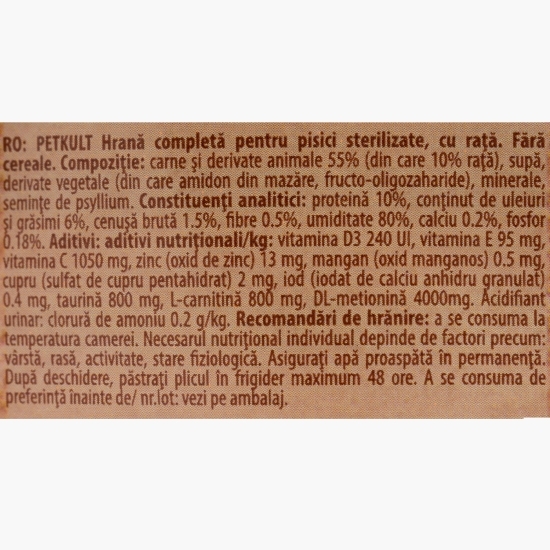 RO: PETKULT Hrană completă pentru pisici sterilizate, cu rață. Fără
cereale. Compoziție: carne și derivate animale 55% (din care 10% rață), supă,
derivate vegetale (din care amidon din mazăre, fructo-oligozaharide), minerale,
semințe de psyllium. Constituenți analitici: proteină 10%, conținut de uleiuri
și grăsimi 6%, cenușă brută 1.5%, fibre 0.5%, umiditate 80%, calciu 0.2%, fosfor
0.18%. Aditivi: aditivi nutriționali/kg: vitamina D3 240 UI, vitamina E 95 mg,
vitamina C 1050 mg, zinc (oxid de zinc) 13 mg, mangan (oxid manganos) 0.5 mg,
cupru (sulfat de cupru pentahidrat) 2 mg, iod (iodat de calciu anhidru granulat)
0.4 mg, taurină 800 mg, L-carnitină 800 mg, DL-metionină 4000mg. Acidifiant
urinar: clorură de amoniu 0.2 g/kg. Recomandări de hrănire: a se consuma la
temperatura camerei. Necesarul nutrițional individual depinde de factori precum:
vârstă, rasă, activitate, stare fiziologică. Asigurați apă proaspătă în permanență.
După deschidere, păstrați plicul în frigider maximum 48 ore. A se consuma de
preferință înainte de/ nr.lot: vezi pe ambalaj.